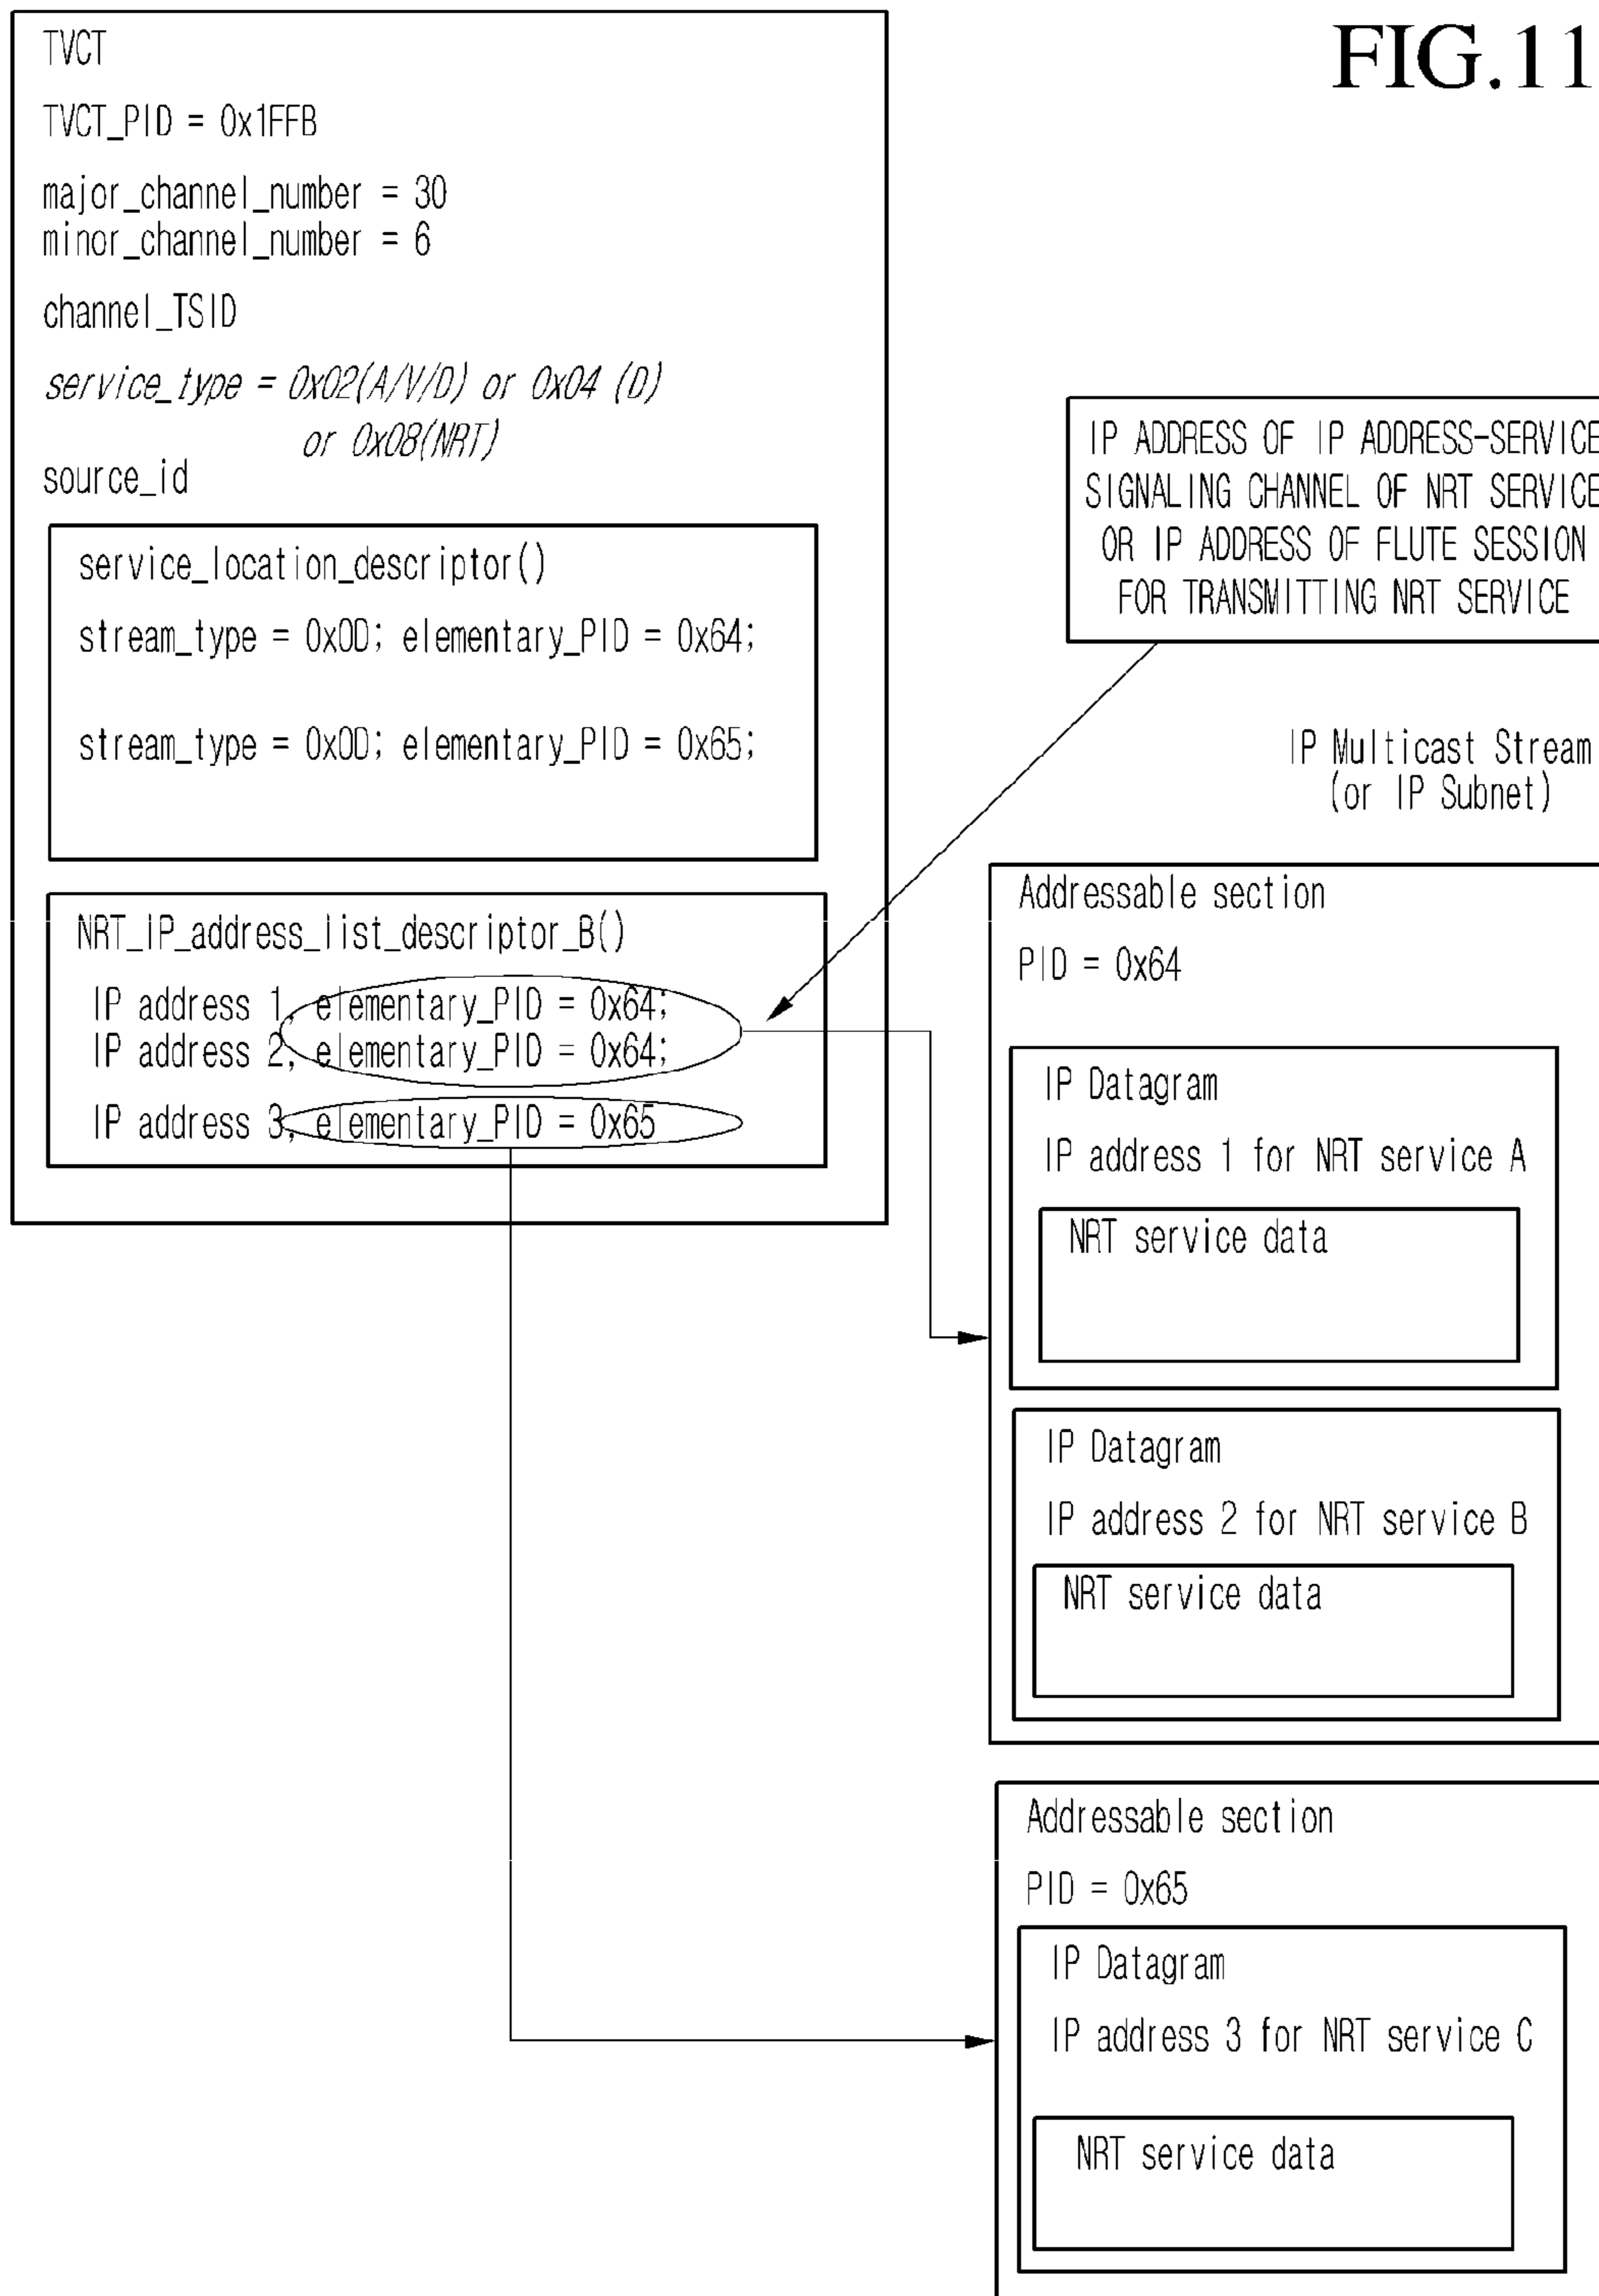 FIG.11
TVCT
TVCT_PID = 0x1FFB
major_channel_number = 30
minor_channel_number = 6
channel_TSID
service_type = 0x02(A/V/D) or 0x04 (D)
or 0x08(NRT)
source_id
service_location_descriptor()
stream_type = 0x0D; elementary_PID = 0x64;
stream_type = 0x0D; elementary_PID = 0x65;
NRT_IP_address_list_descriptor_B()
IP address 1, elementary_PID = 0x64;
IP address 2, elementary_PID = 0x64;
IP address 3, elementary_PID = 0x65
IP ADDRESS OF IP ADDRESS-SERVICE
SIGNALING CHANNEL OF NRT SERVICE
OR IP ADDRESS OF FLUTE SESSION
FOR TRANSMITTING NRT SERVICE
IP Multicast Stream
(or IP Subnet)
Addressable section
PID = 0x64
IP Datagram
IP address 1 for NRT service A
NRT service data
IP Datagram
IP address 2 for NRT service B
NRT service data
Addressable section
PID = 0x65
IP Datagram
IP address 3 for NRT service C
NRT service data